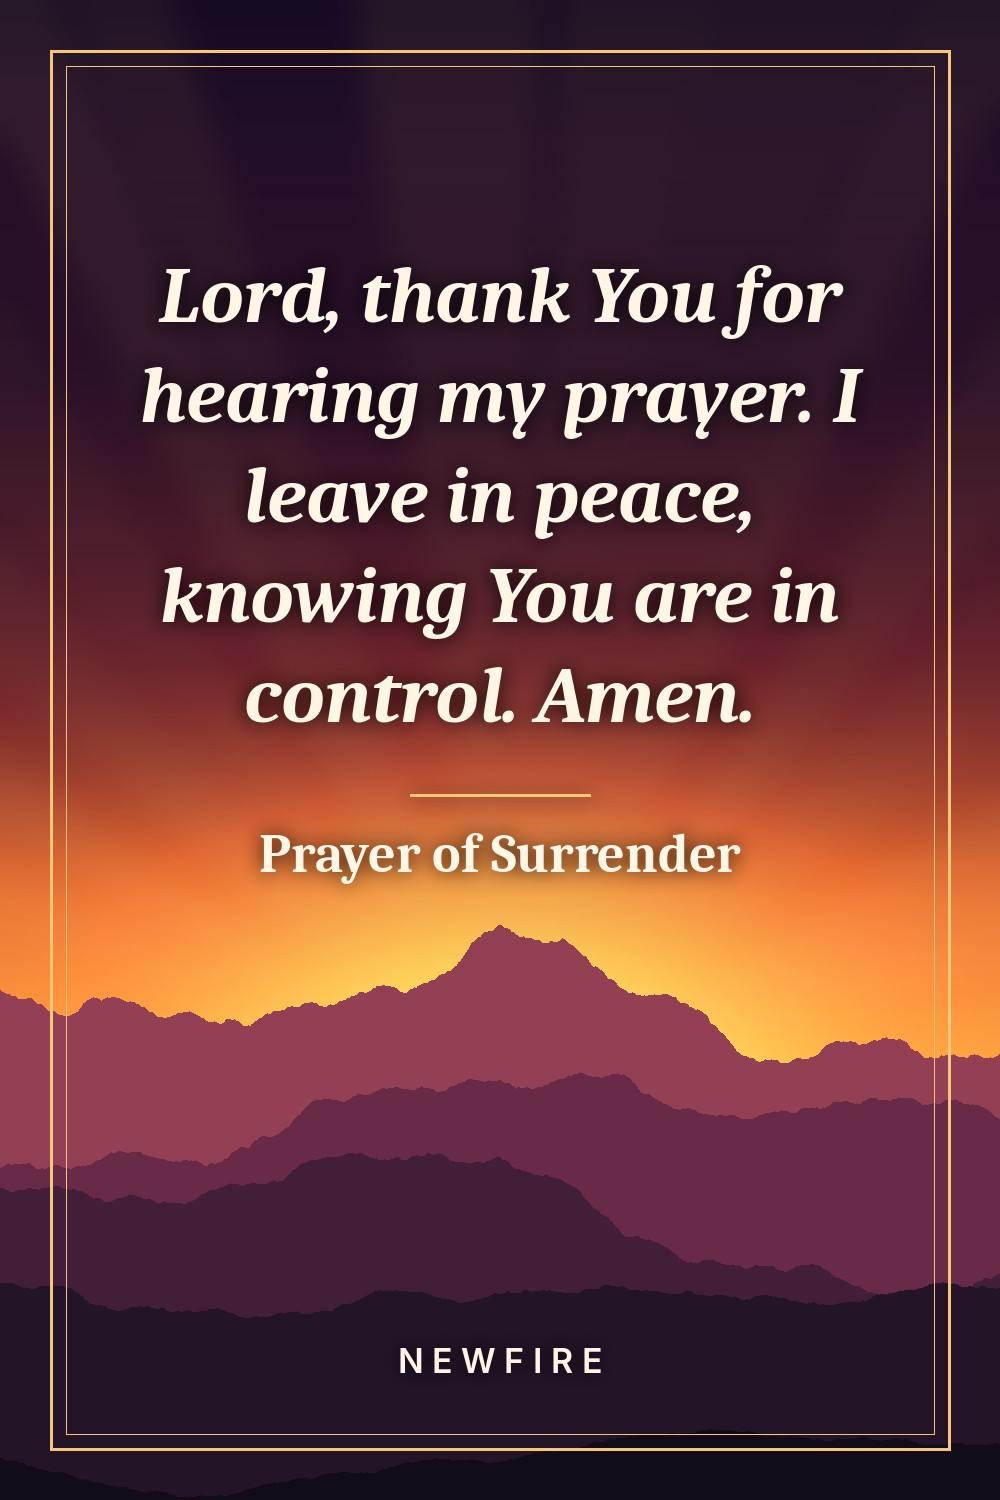 Lord, thank You for
hearing my prayer. I
leave in peace,
knowing You are in
control. Amen.
Prayer of Surrender
NEWFIRE